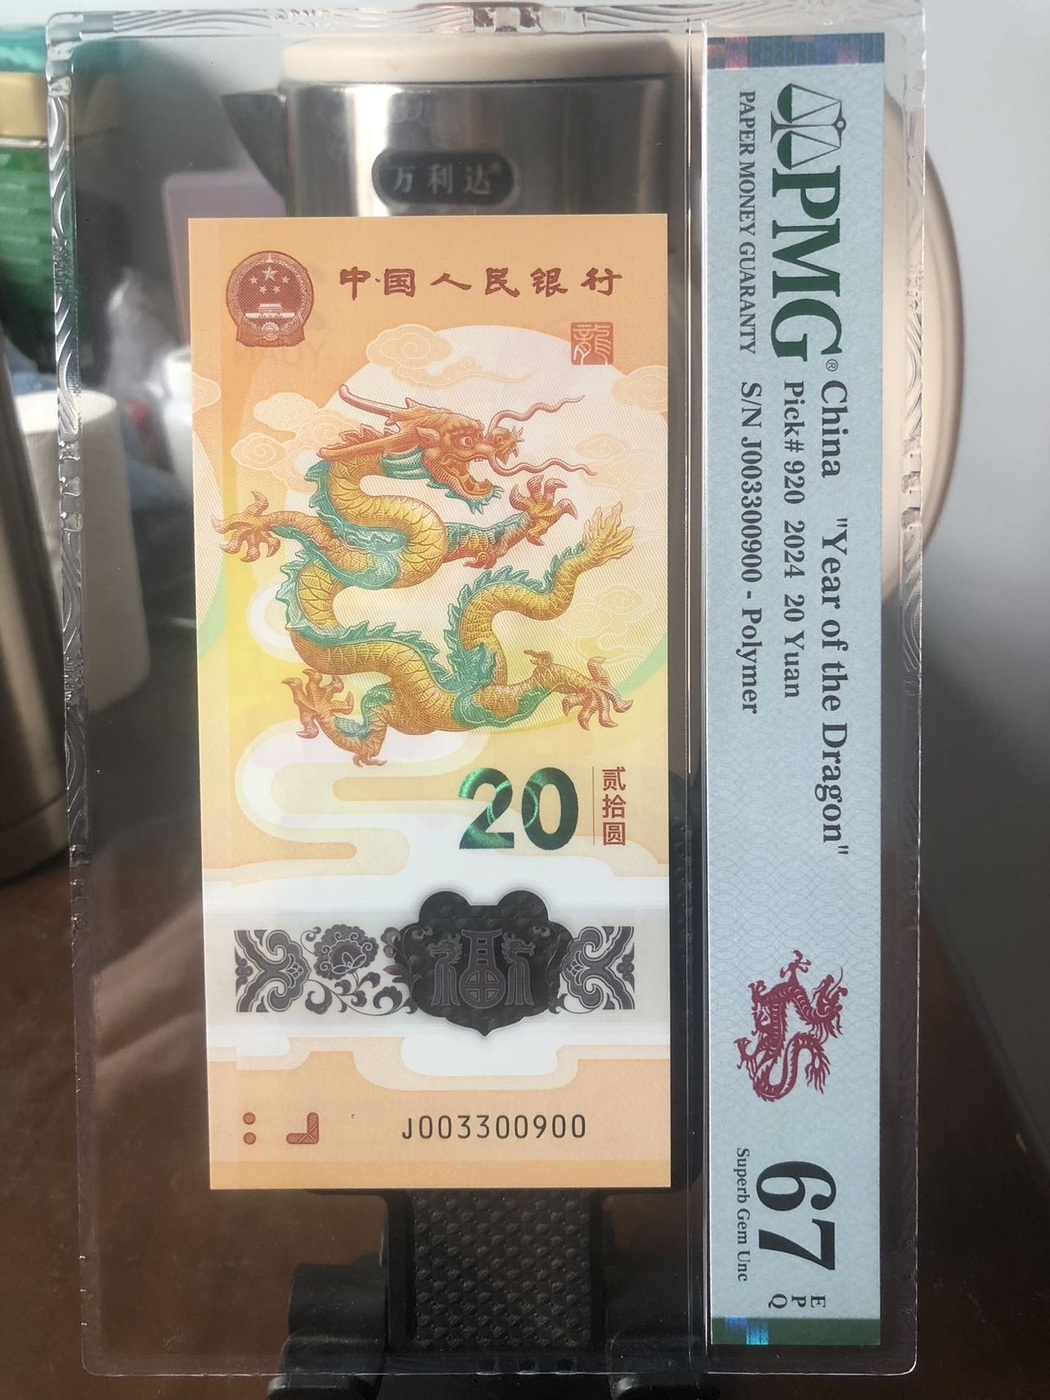 万利达
中国人民银行
龍
20
贰拾圆
J003300900
PMG®
PAPER MONEY GUARANTY
China "Year of the Dragon"
Pick# 920 2024 20 Yuan
S/N J003300900 - Polymer
67
EPQ
Superb Gem Unc